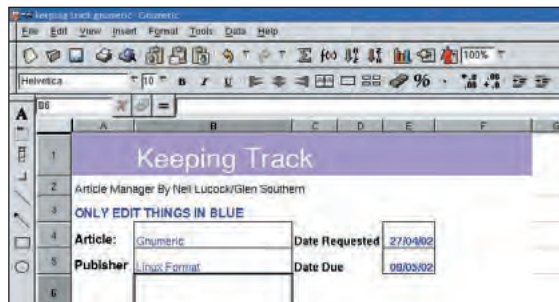 keeping track.gnumeric : Gnumeric
File Edit View Insert Format Tools Data Help
100%
Helvetica 10 B I U %
B6 =
A B C D E F G
1 Keeping Track
2 Article Manager By Neil Lucock/Glen Southern
3 ONLY EDIT THINGS IN BLUE
4 Article: Gnumeric Date Requested 27/04/02
5 Publisher Linux Format Date Due 08/05/02
6